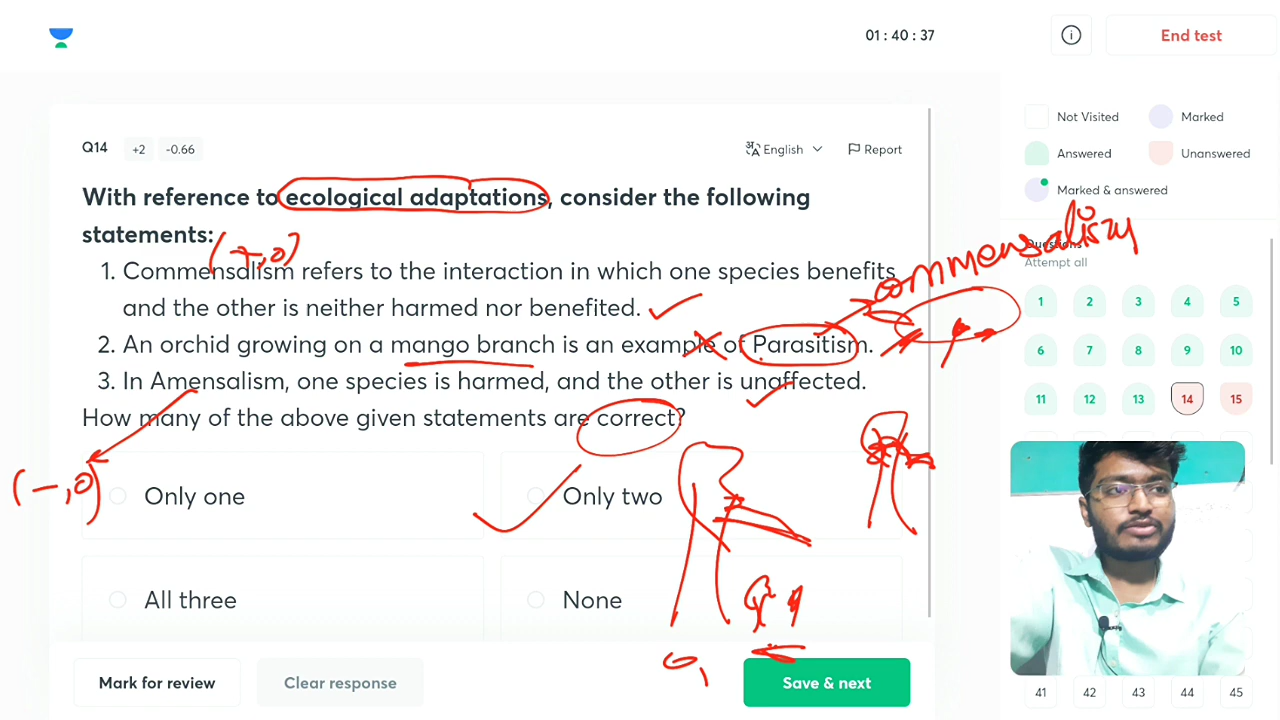 01 : 40 : 37
End test
Not Visited
Marked
Answered
Unanswered
Marked & answered
Questions
Attempt all
1 2 3 4 5
6 7 8 9 10
11 12 13 14 15
41 42 43 44 45
Q14 +2 -0.66
English
Report
With reference to ecological adaptations, consider the following
statements:
(+,0)
1. Commensalism refers to the interaction in which one species benefits
and the other is neither harmed nor benefited.
commensalism
2. An orchid growing on a mango branch is an example of Parasitism.
3. In Amensalism, one species is harmed, and the other is unaffected.
How many of the above given statements are correct?
(-,0)
Only one
Only two
All three
None
Mark for review
Clear response
Save & next